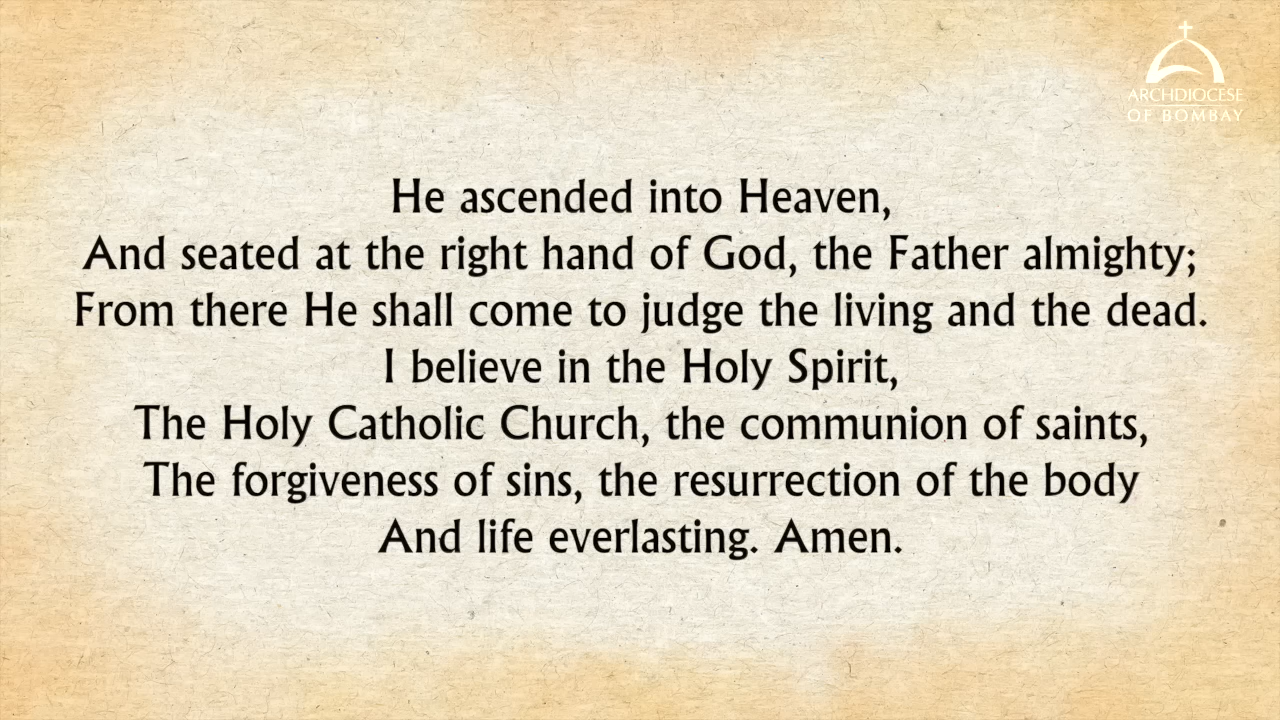 ARCHDIOCESE
OF BOMBAY
He ascended into Heaven,
And seated at the right hand of God, the Father almighty;
From there He shall come to judge the living and the dead.
I believe in the Holy Spirit,
The Holy Catholic Church, the communion of saints,
The forgiveness of sins, the resurrection of the body
And life everlasting. Amen.